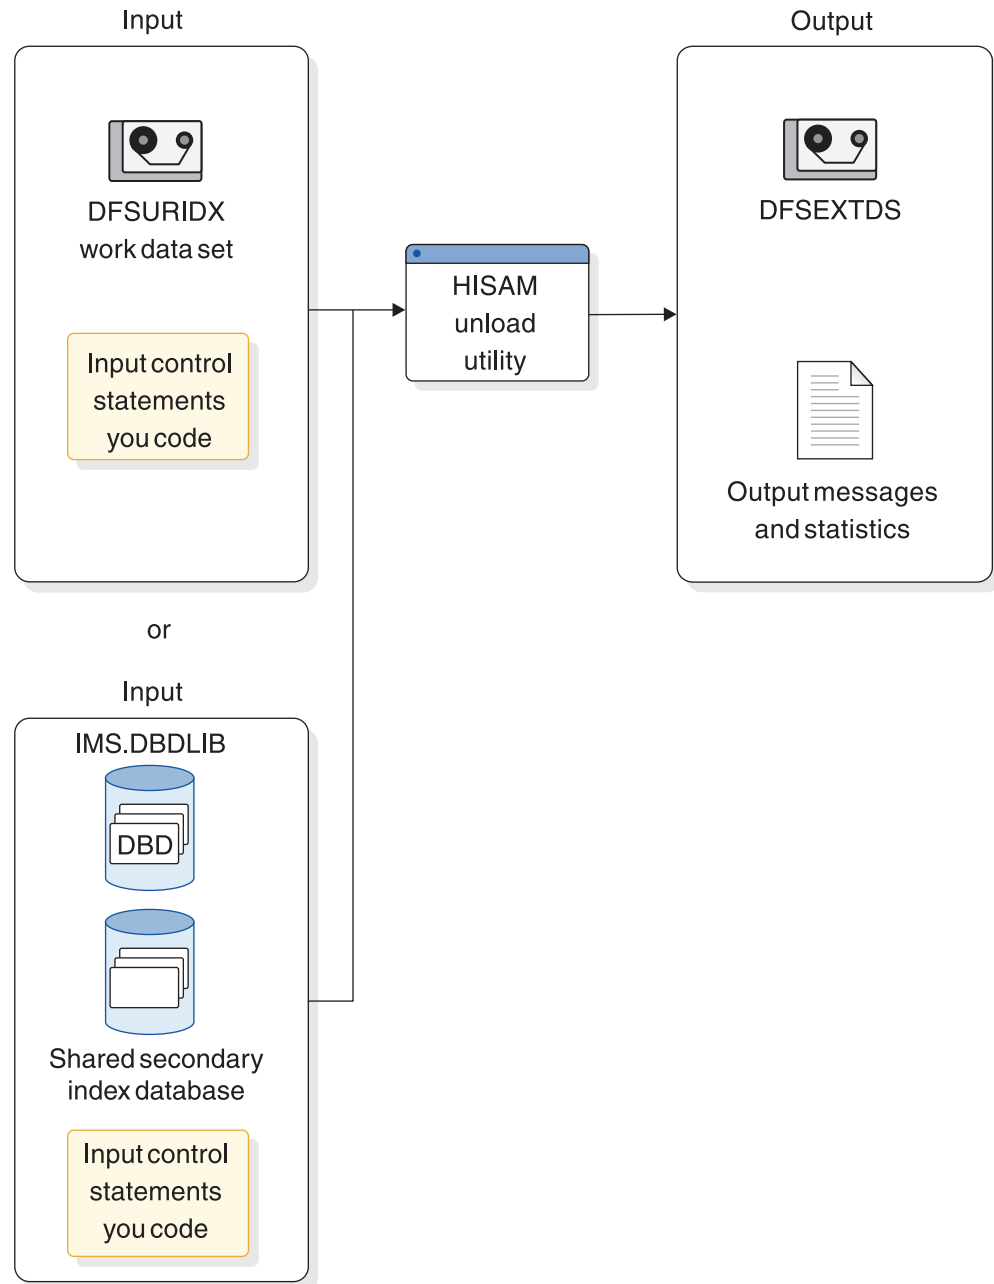 Input
DFSURIDX
work data set
Input control
statements
you code
or
Input
IMS.DBDLIB
DBD
Shared secondary
index database
Input control
statements
you code
HISAM
unload
utility
Output
DFSEXTDS
Output messages
and statistics